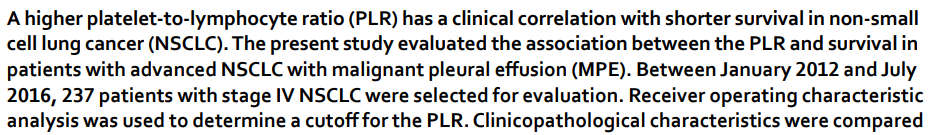 A higher platelet-to-lymphocyte ratio (PLR) has a clinical correlation with shorter survival in non-small
cell lung cancer (NSCLC). The present study evaluated the association between the PLR and survival in
patients with advanced NSCLC with malignant pleural effusion (MPE). Between January 2012 and July
2016, 237 patients with stage IV NSCLC were selected for evaluation. Receiver operating characteristic
analysis was used to determine a cutoff for the PLR. Clinicopathological characteristics were compared